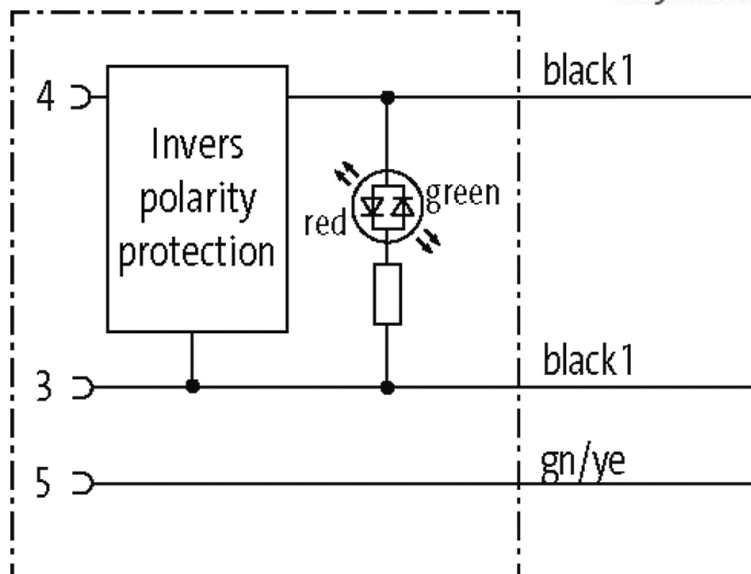 4
black1
Invers
polarity
protection
red
green
3
black1
5
gn/ye